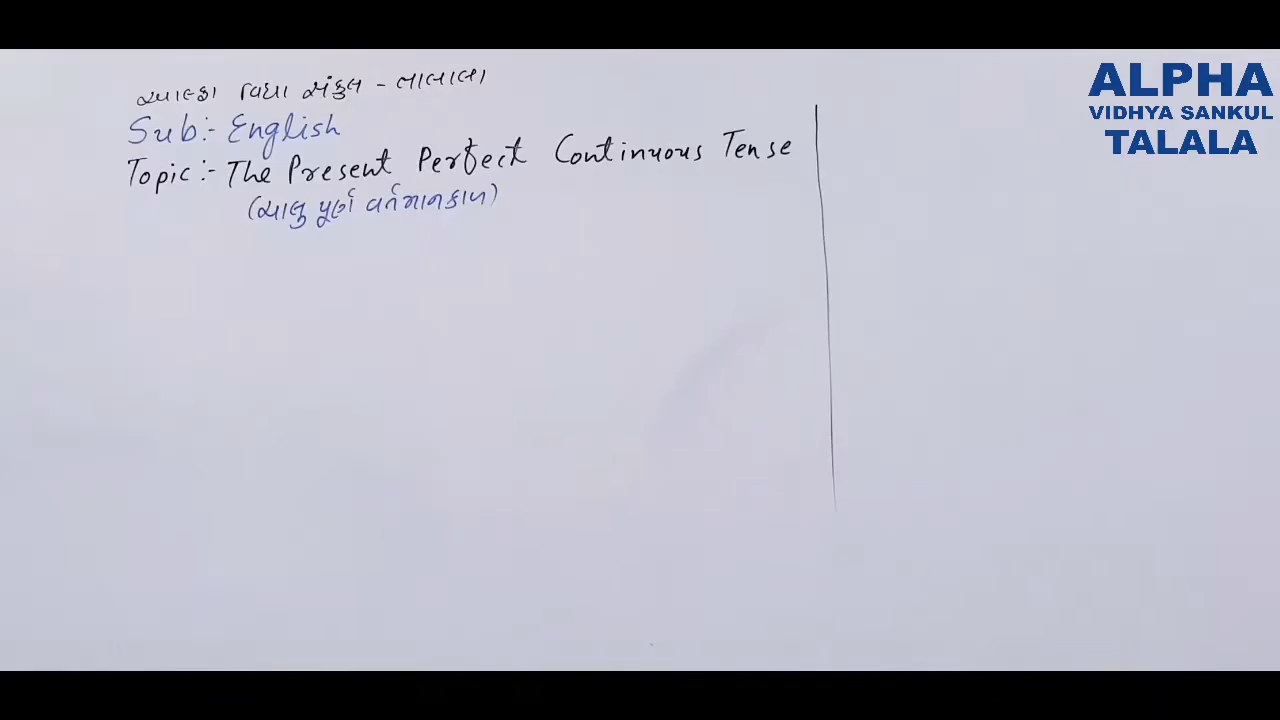 આલ્ફા વિદ્યા સંકુલ - તાલાલા
Sub:- English
Topic:- The Present Perfect Continuous Tense
(ચાલુ પૂર્ણ વર્તમાનકાળ)
ALPHA
VIDHYA SANKUL
TALALA